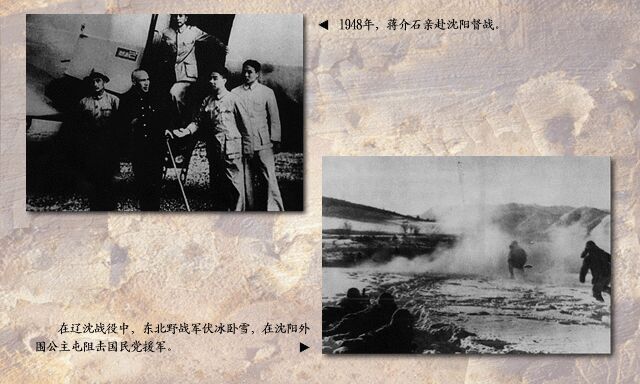 1948年，蒋介石亲赴沈阳督战。
在辽沈战役中，东北野战军伏冰卧雪，在沈阳外
围公主屯阻击国民党援军。